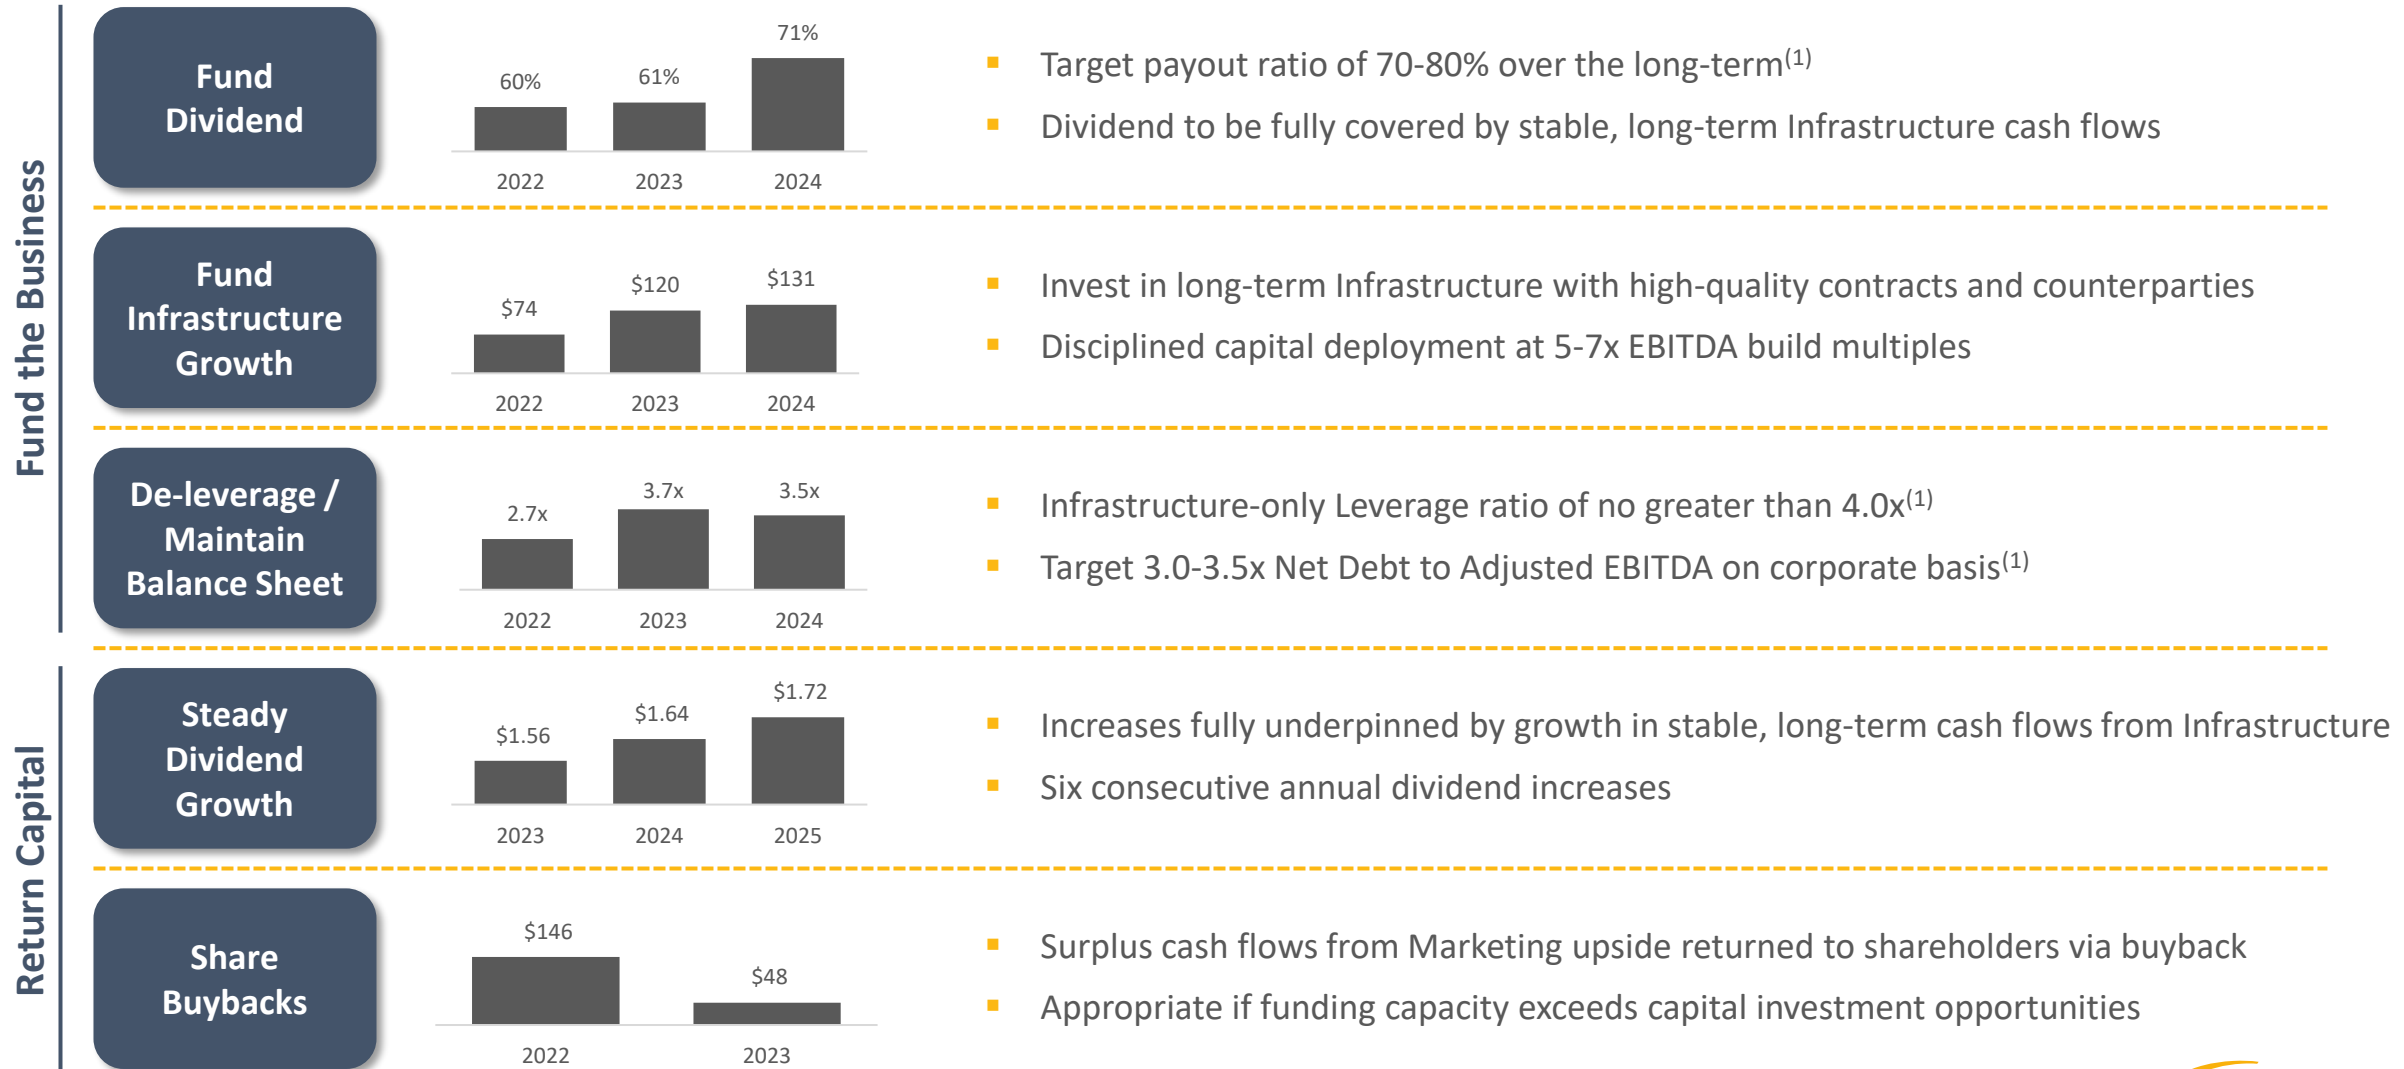 Fund the Business
Fund
Dividend
60%
61%
71%
2022
2023
2024
Target payout ratio of 70-80% over the long-term(1)
Dividend to be fully covered by stable, long-term Infrastructure cash flows
Fund
Infrastructure
Growth
$74
$120
$131
2022
2023
2024
Invest in long-term Infrastructure with high-quality contracts and counterparties
Disciplined capital deployment at 5-7x EBITDA build multiples
De-leverage /
Maintain
Balance Sheet
2.7x
3.7x
3.5x
2022
2023
2024
Infrastructure-only Leverage ratio of no greater than 4.0x(1)
Target 3.0-3.5x Net Debt to Adjusted EBITDA on corporate basis(1)
Return Capital
Steady
Dividend
Growth
$1.56
$1.64
$1.72
2023
2024
2025
Increases fully underpinned by growth in stable, long-term cash flows from Infrastructure
Six consecutive annual dividend increases
Share
Buybacks
$146
$48
2022
2023
Surplus cash flows from Marketing upside returned to shareholders via buyback
Appropriate if funding capacity exceeds capital investment opportunities